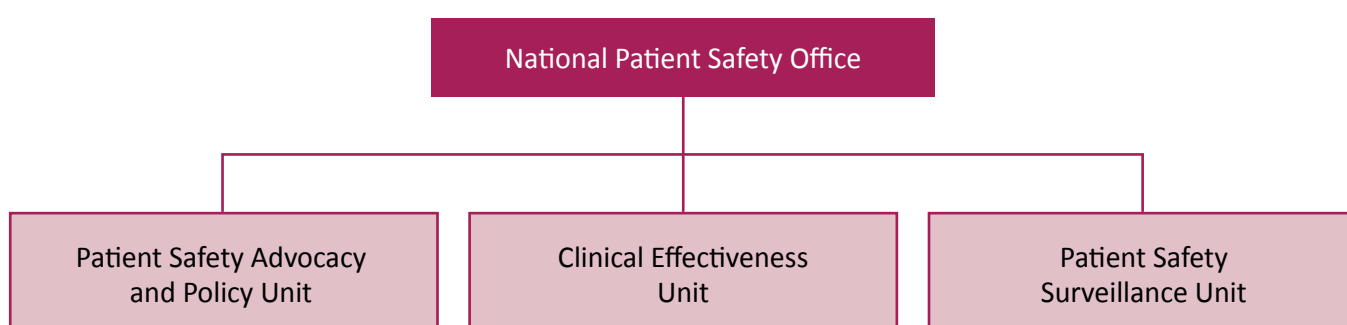 National Patient Safety Office
Patient Safety Advocacy
and Policy Unit
Clinical Effectiveness
Unit
Patient Safety
Surveillance Unit